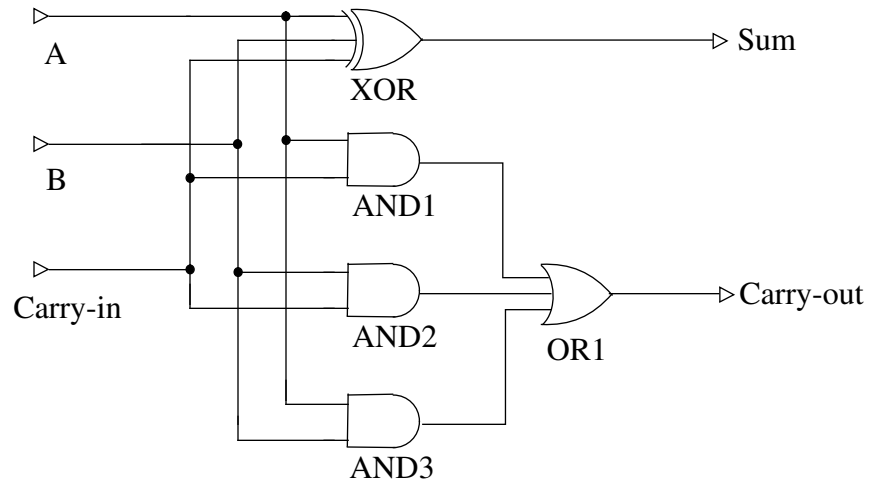 A
Sum
XOR
B
AND1
Carry-in
Carry-out
AND2
OR1
AND3